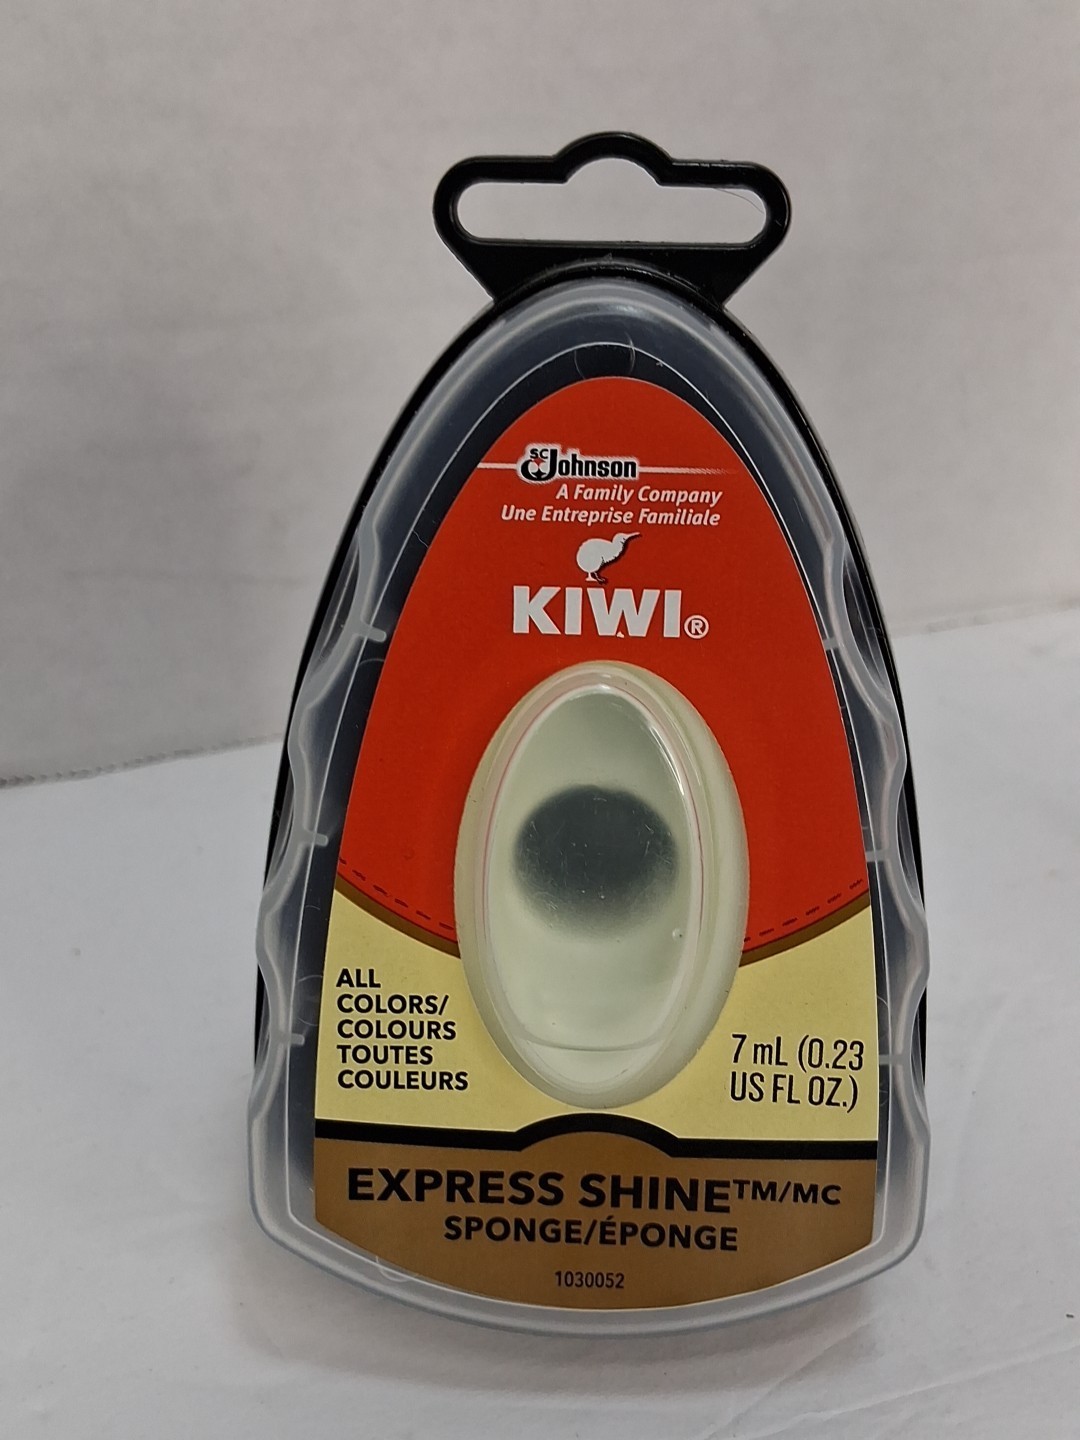 SC Johnson
A Family Company
Une Entreprise Familiale
KIWI®
ALL
COLORS/
COLOURS
TOUTES
COULEURS
7 mL (0.23
US FL OZ.)
EXPRESS SHINE™/MC
SPONGE/ÉPONGE
1030052